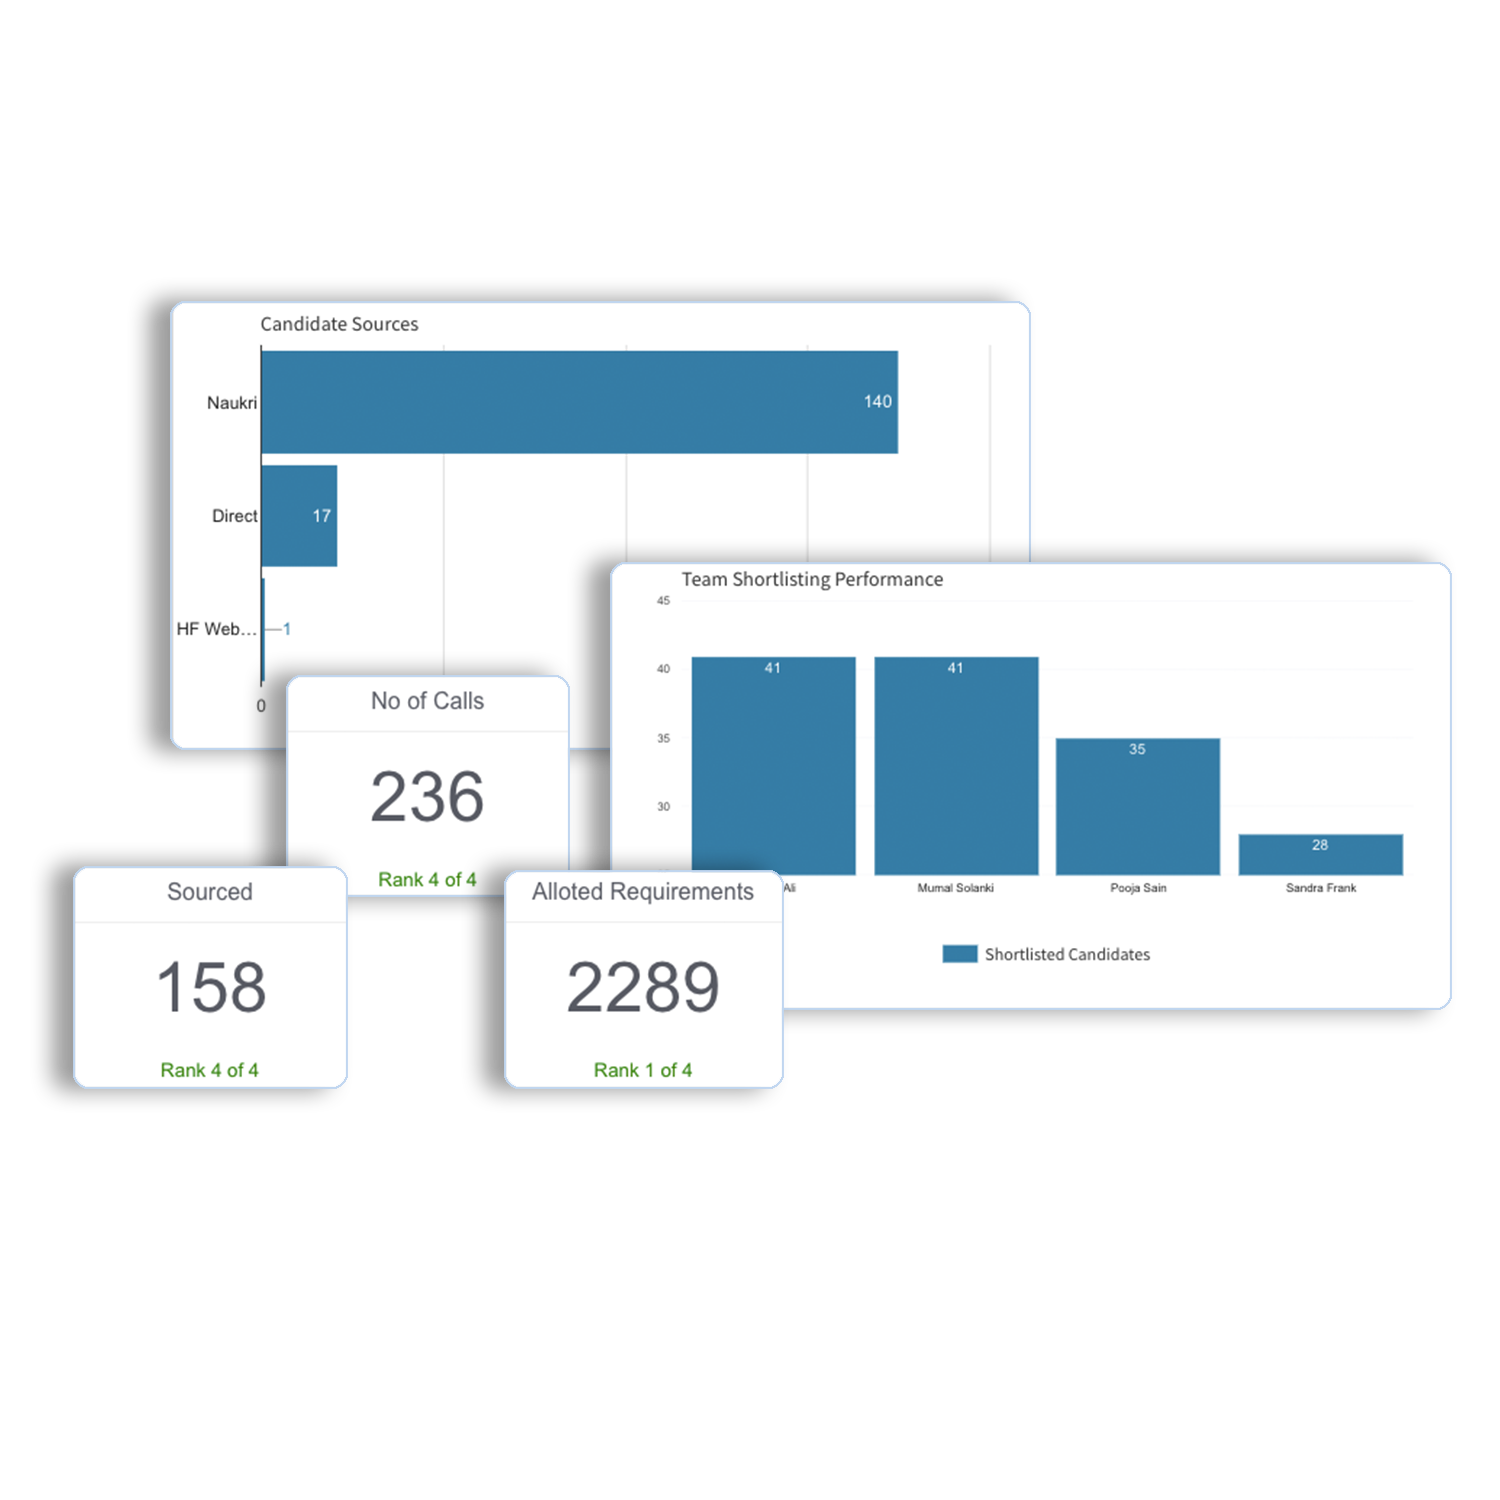 Candidate Sources
Naukri
140
Direct
17
HF Web...
1
0
Team Shortlisting Performance
45
40
35
30
41
41
35
28
Ali
Mumal Solanki
Pooja Sain
Sandra Frank
Shortlisted Candidates
No of Calls
236
Rank 4 of 4
Sourced
158
Rank 4 of 4
Alloted Requirements
2289
Rank 1 of 4